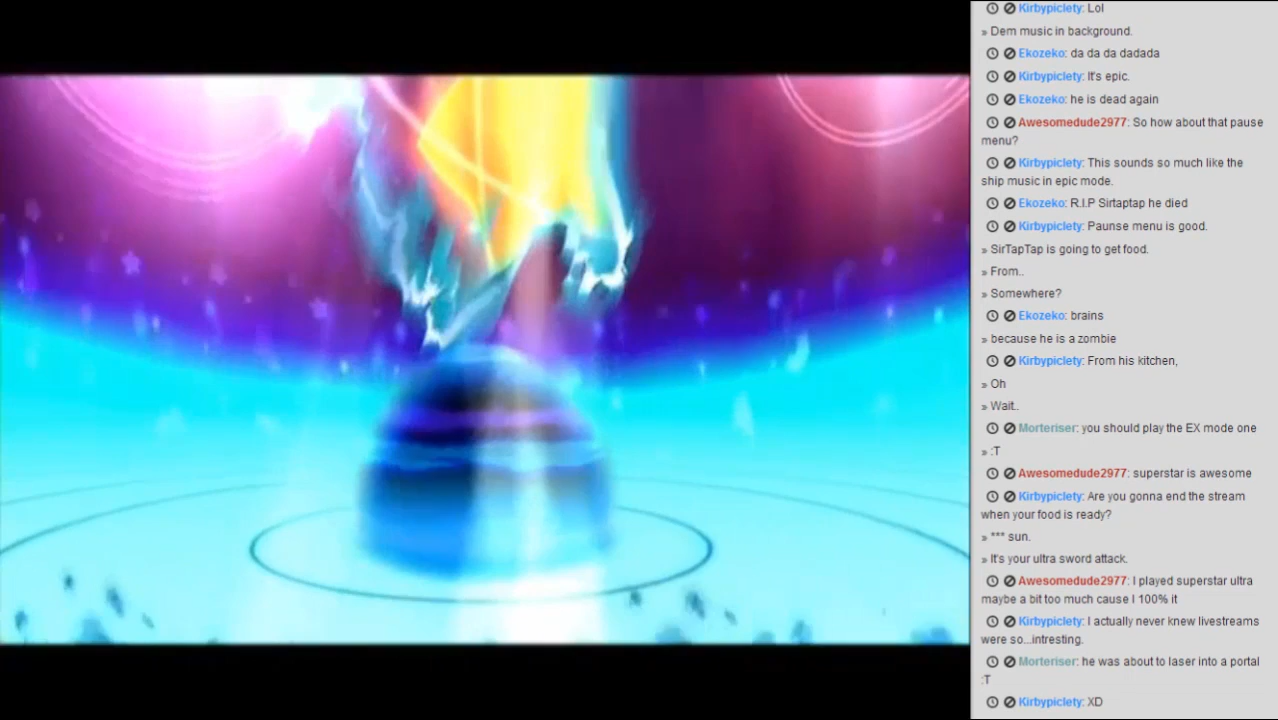 Kirbypiclety: Lol
» Dem music in background.
Ekozeko: da da da dadada
Kirbypiclety: It's epic.
Ekozeko: he is dead again
Awesomedude2977: So how about that pause
menu?
Kirbypiclety: This sounds so much like the
ship music in epic mode.
Ekozeko: R.I.P Sirtaptap he died
Kirbypiclety: Paunse menu is good.
» SirTapTap is going to get food.
» From..
» Somewhere?
Ekozeko: brains
» because he is a zombie
Kirbypiclety: From his kitchen,
» Oh
» Wait..
Morteriser: you should play the EX mode one
» :T
Awesomedude2977: superstar is awesome
Kirbypiclety: Are you gonna end the stream
when your food is ready?
» *** sun.
» It's your ultra sword attack.
Awesomedude2977: I played superstar ultra
maybe a bit too much cause I 100% it
Kirbypiclety: I actually never knew livestreams
were so...intresting.
Morteriser: he was about to laser into a portal
:T
Kirbypiclety: XD